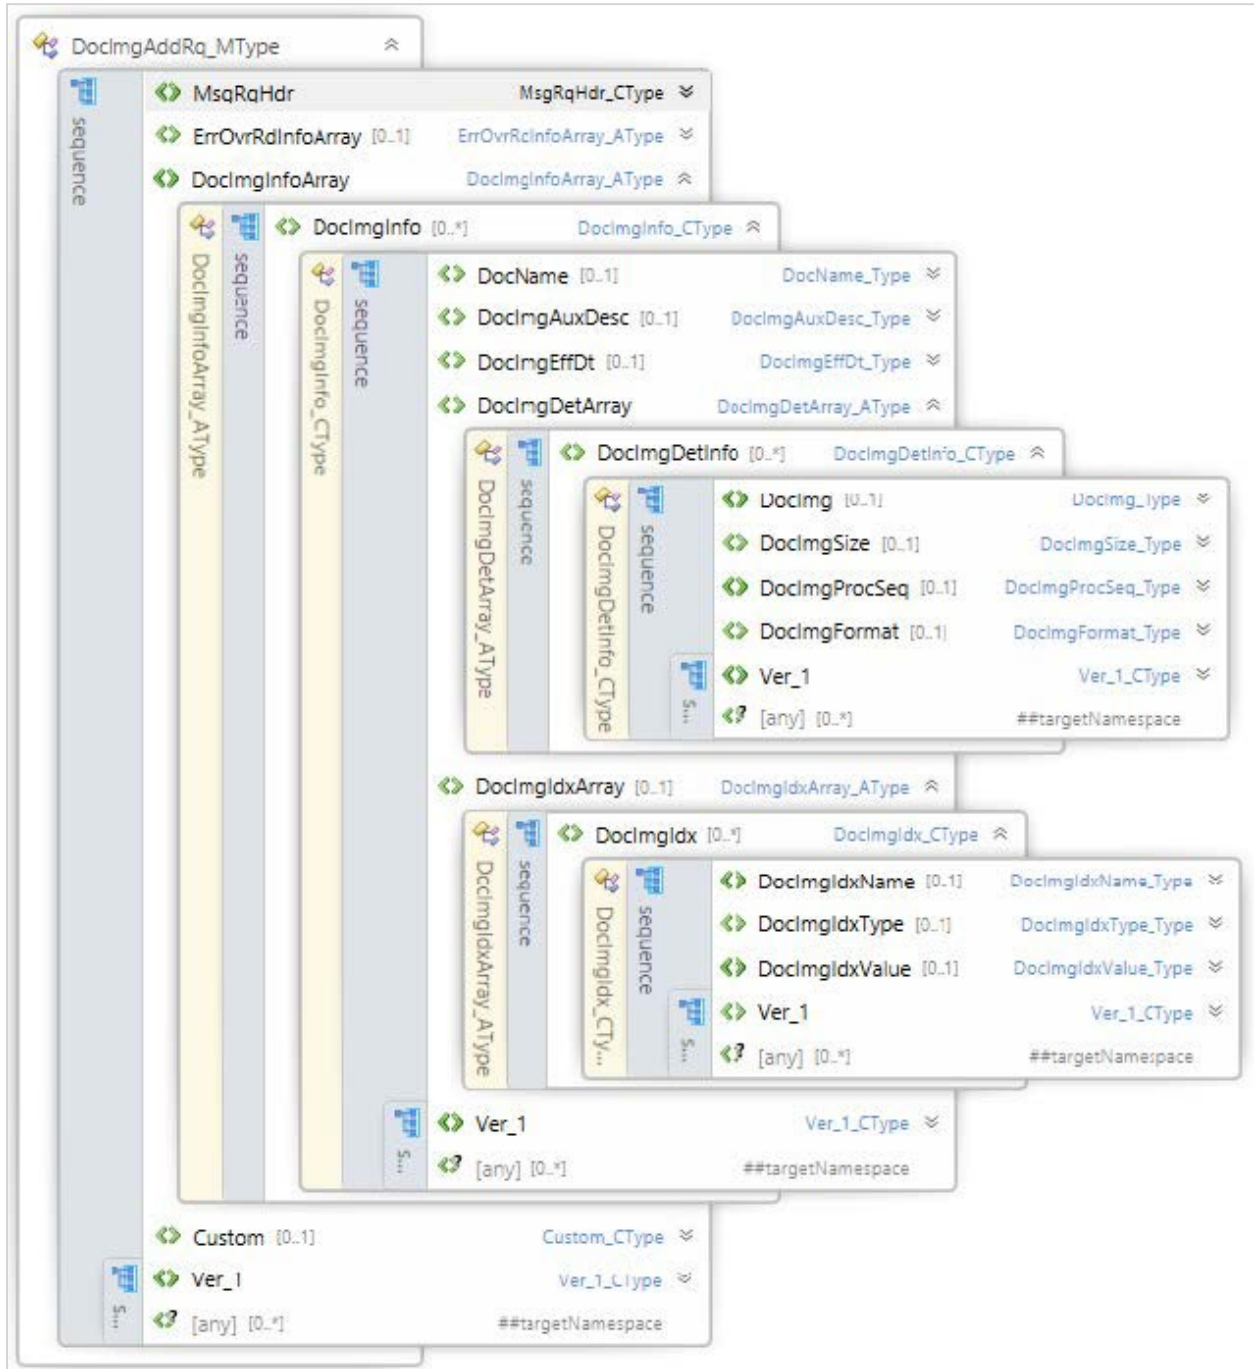 DocImgAddRq_MType
sequence
MsgRqHdr MsgRqHdr_CType
ErrOvrRdInfoArray [0..1] ErrOvrRdInfoArray_AType
DocImgInfoArray DocImgInfoArray_AType
DocImgInfoArray_AType
sequence
DocImgInfo [0..*] DocImgInfo_CType
DocImgInfo_CType
sequence
DocName [0..1] DocName_Type
DocImgAuxDesc [0..1] DocImgAuxDesc_Type
DocImgEffDt [0..1] DocImgEffDt_Type
DocImgDetArray DocImgDetArray_AType
DocImgDetArray_AType
sequence
DocImgDetInfo [0..*] DocImgDetInfo_CType
DocImgDetInfo_CType
sequence
DocImg [0..1] DocImg_Type
DocImgSize [0..1] DocImgSize_Type
DocImgProcSeq [0..1] DocImgProcSeq_Type
DocImgFormat [0..1] DocImgFormat_Type
s...
Ver_1 Ver_1_CType
[any] [0..*] ##targetNamespace
DocImgIdxArray [0..1] DocImgIdxArray_AType
DocImgIdxArray_AType
sequence
DocImgIdx [0..*] DocImgIdx_CType
DocImgIdx_CTy...
sequence
DocImgIdxName [0..1] DocImgIdxName_Type
DocImgIdxType [0..1] DocImgIdxType_Type
DocImgIdxValue [0..1] DocImgIdxValue_Type
s...
Ver_1 Ver_1_CType
[any] [0..*] ##targetNamespace
s...
Ver_1 Ver_1_CType
[any] [0..*] ##targetNamespace
Custom [0..1] Custom_CType
s...
Ver_1 Ver_1_CType
[any] [0..*] ##targetNamespace